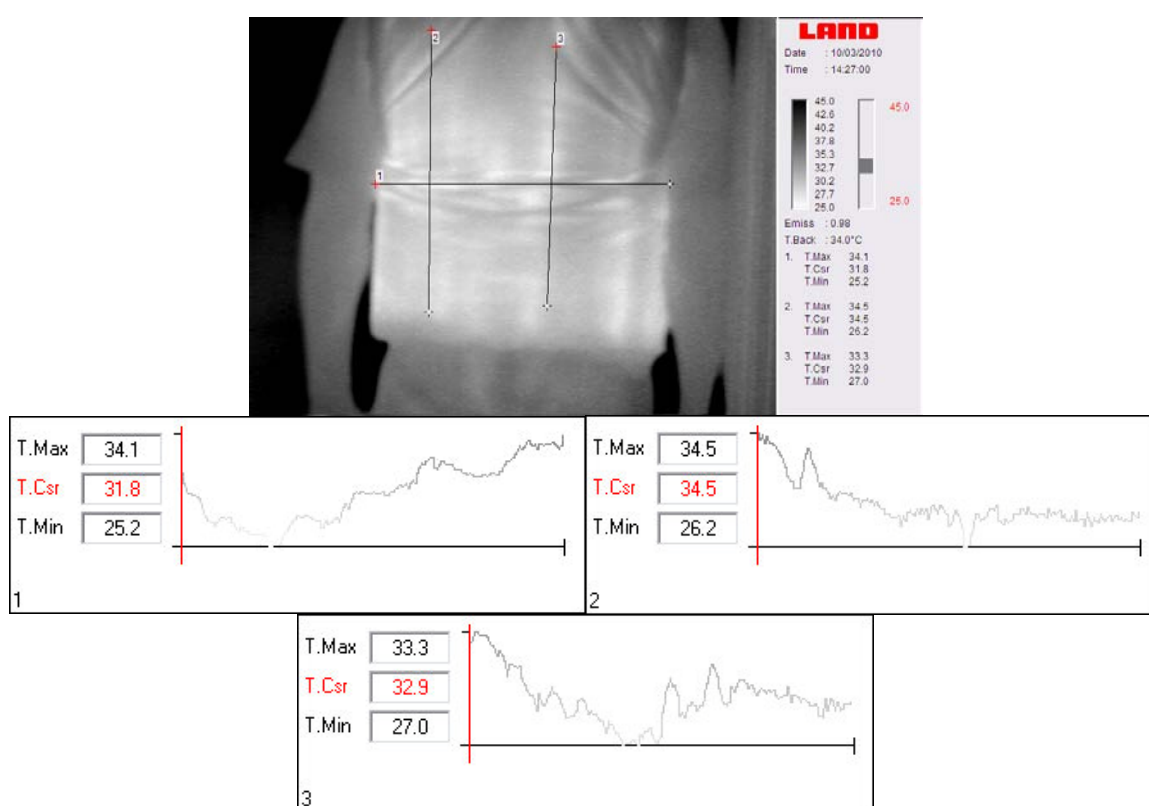 2
3
1
LAND
Date : 10/03/2010
Time : 14:27:00
45.0
42.6
40.2
37.8
35.3
32.7
30.2
27.7
25.0
45.0
25.0
Emiss : 0.98
T.Back : 34.0°C
1. T.Max 34.1
T.Csr 31.8
T.Min 25.2
2. T.Max 34.5
T.Csr 34.5
T.Min 26.2
3. T.Max 33.3
T.Csr 32.9
T.Min 27.0
T.Max 34.1
T.Csr 31.8
T.Min 25.2
1
T.Max 34.5
T.Csr 34.5
T.Min 26.2
2
T.Max 33.3
T.Csr 32.9
T.Min 27.0
3